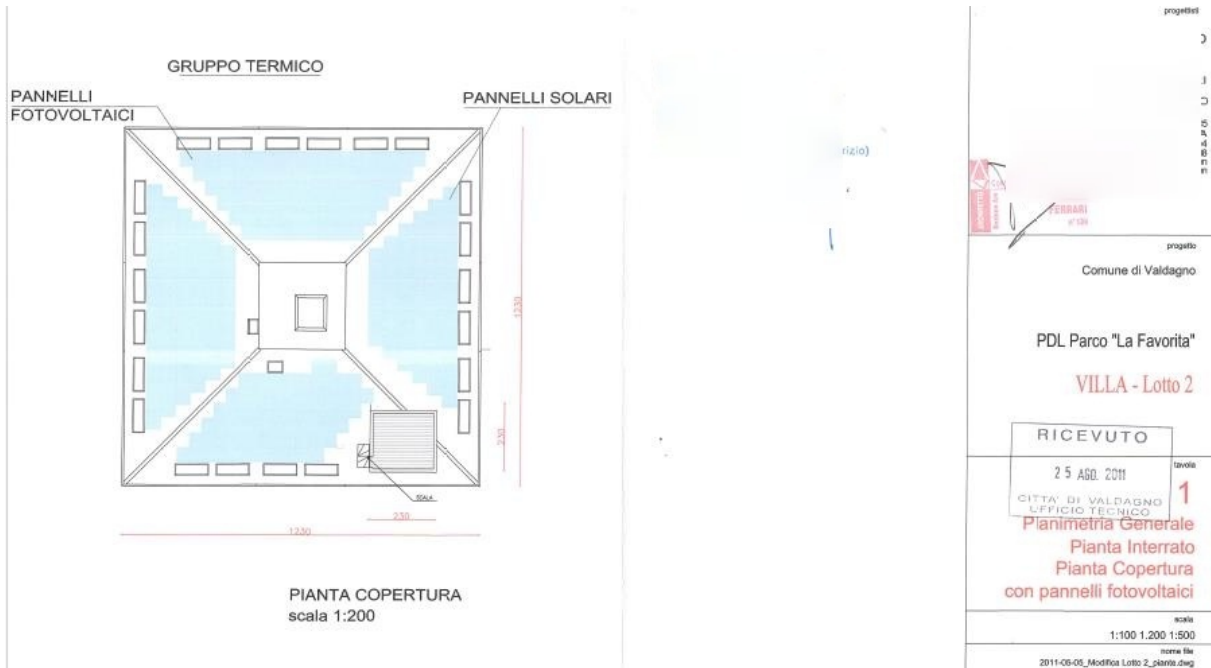 GRUPPO TERMICO
PANNELLI
FOTOVOLTAICI
PANNELLI SOLARI
1230
230
SCALA
230
1230
PIANTA COPERTURA
scala 1:200
rizio)
progettisti
FERRARI
progetto
Comune di Valdagno
PDL Parco "La Favorita"
VILLA - Lotto 2
RICEVUTO
25 AGO. 2011
CITTA' DI VALDAGNO
UFFICIO TECNICO
tavola
1
Planimetria Generale
Pianta Interrato
Pianta Copertura
con pannelli fotovoltaici
scala
1:100 1.200 1:500
nome file
2011-06-05_Modifica Lotto 2_piante.dwg